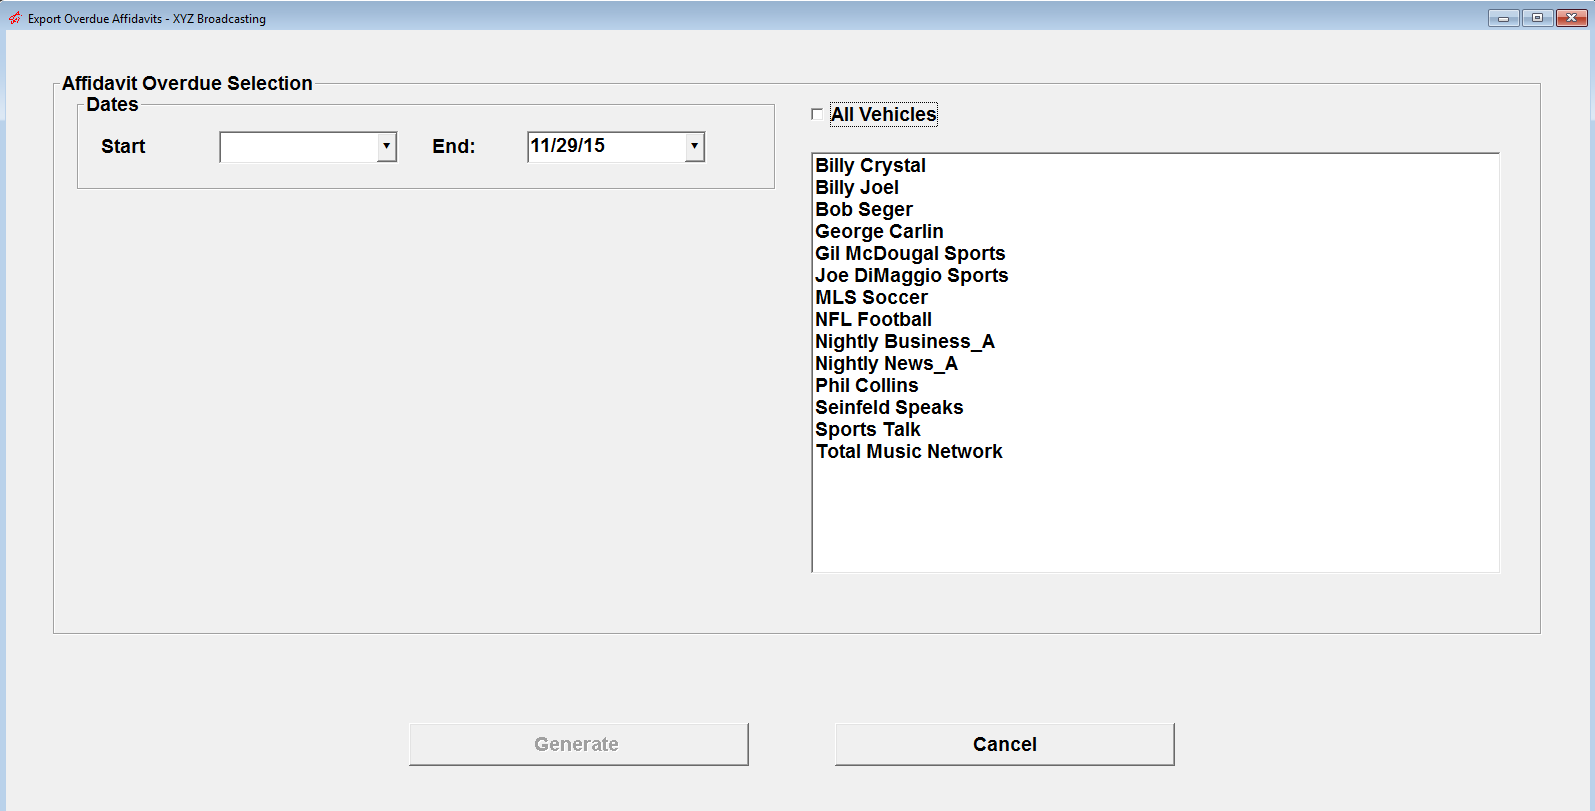 Export Overdue Affidavits - XYZ Broadcasting
Affidavit Overdue Selection
Dates
Start
End:
11/29/15
All Vehicles
Billy Crystal
Billy Joel
Bob Seger
George Carlin
Gil McDougal Sports
Joe DiMaggio Sports
MLS Soccer
NFL Football
Nightly Business_A
Nightly News_A
Phil Collins
Seinfeld Speaks
Sports Talk
Total Music Network
Generate
Cancel